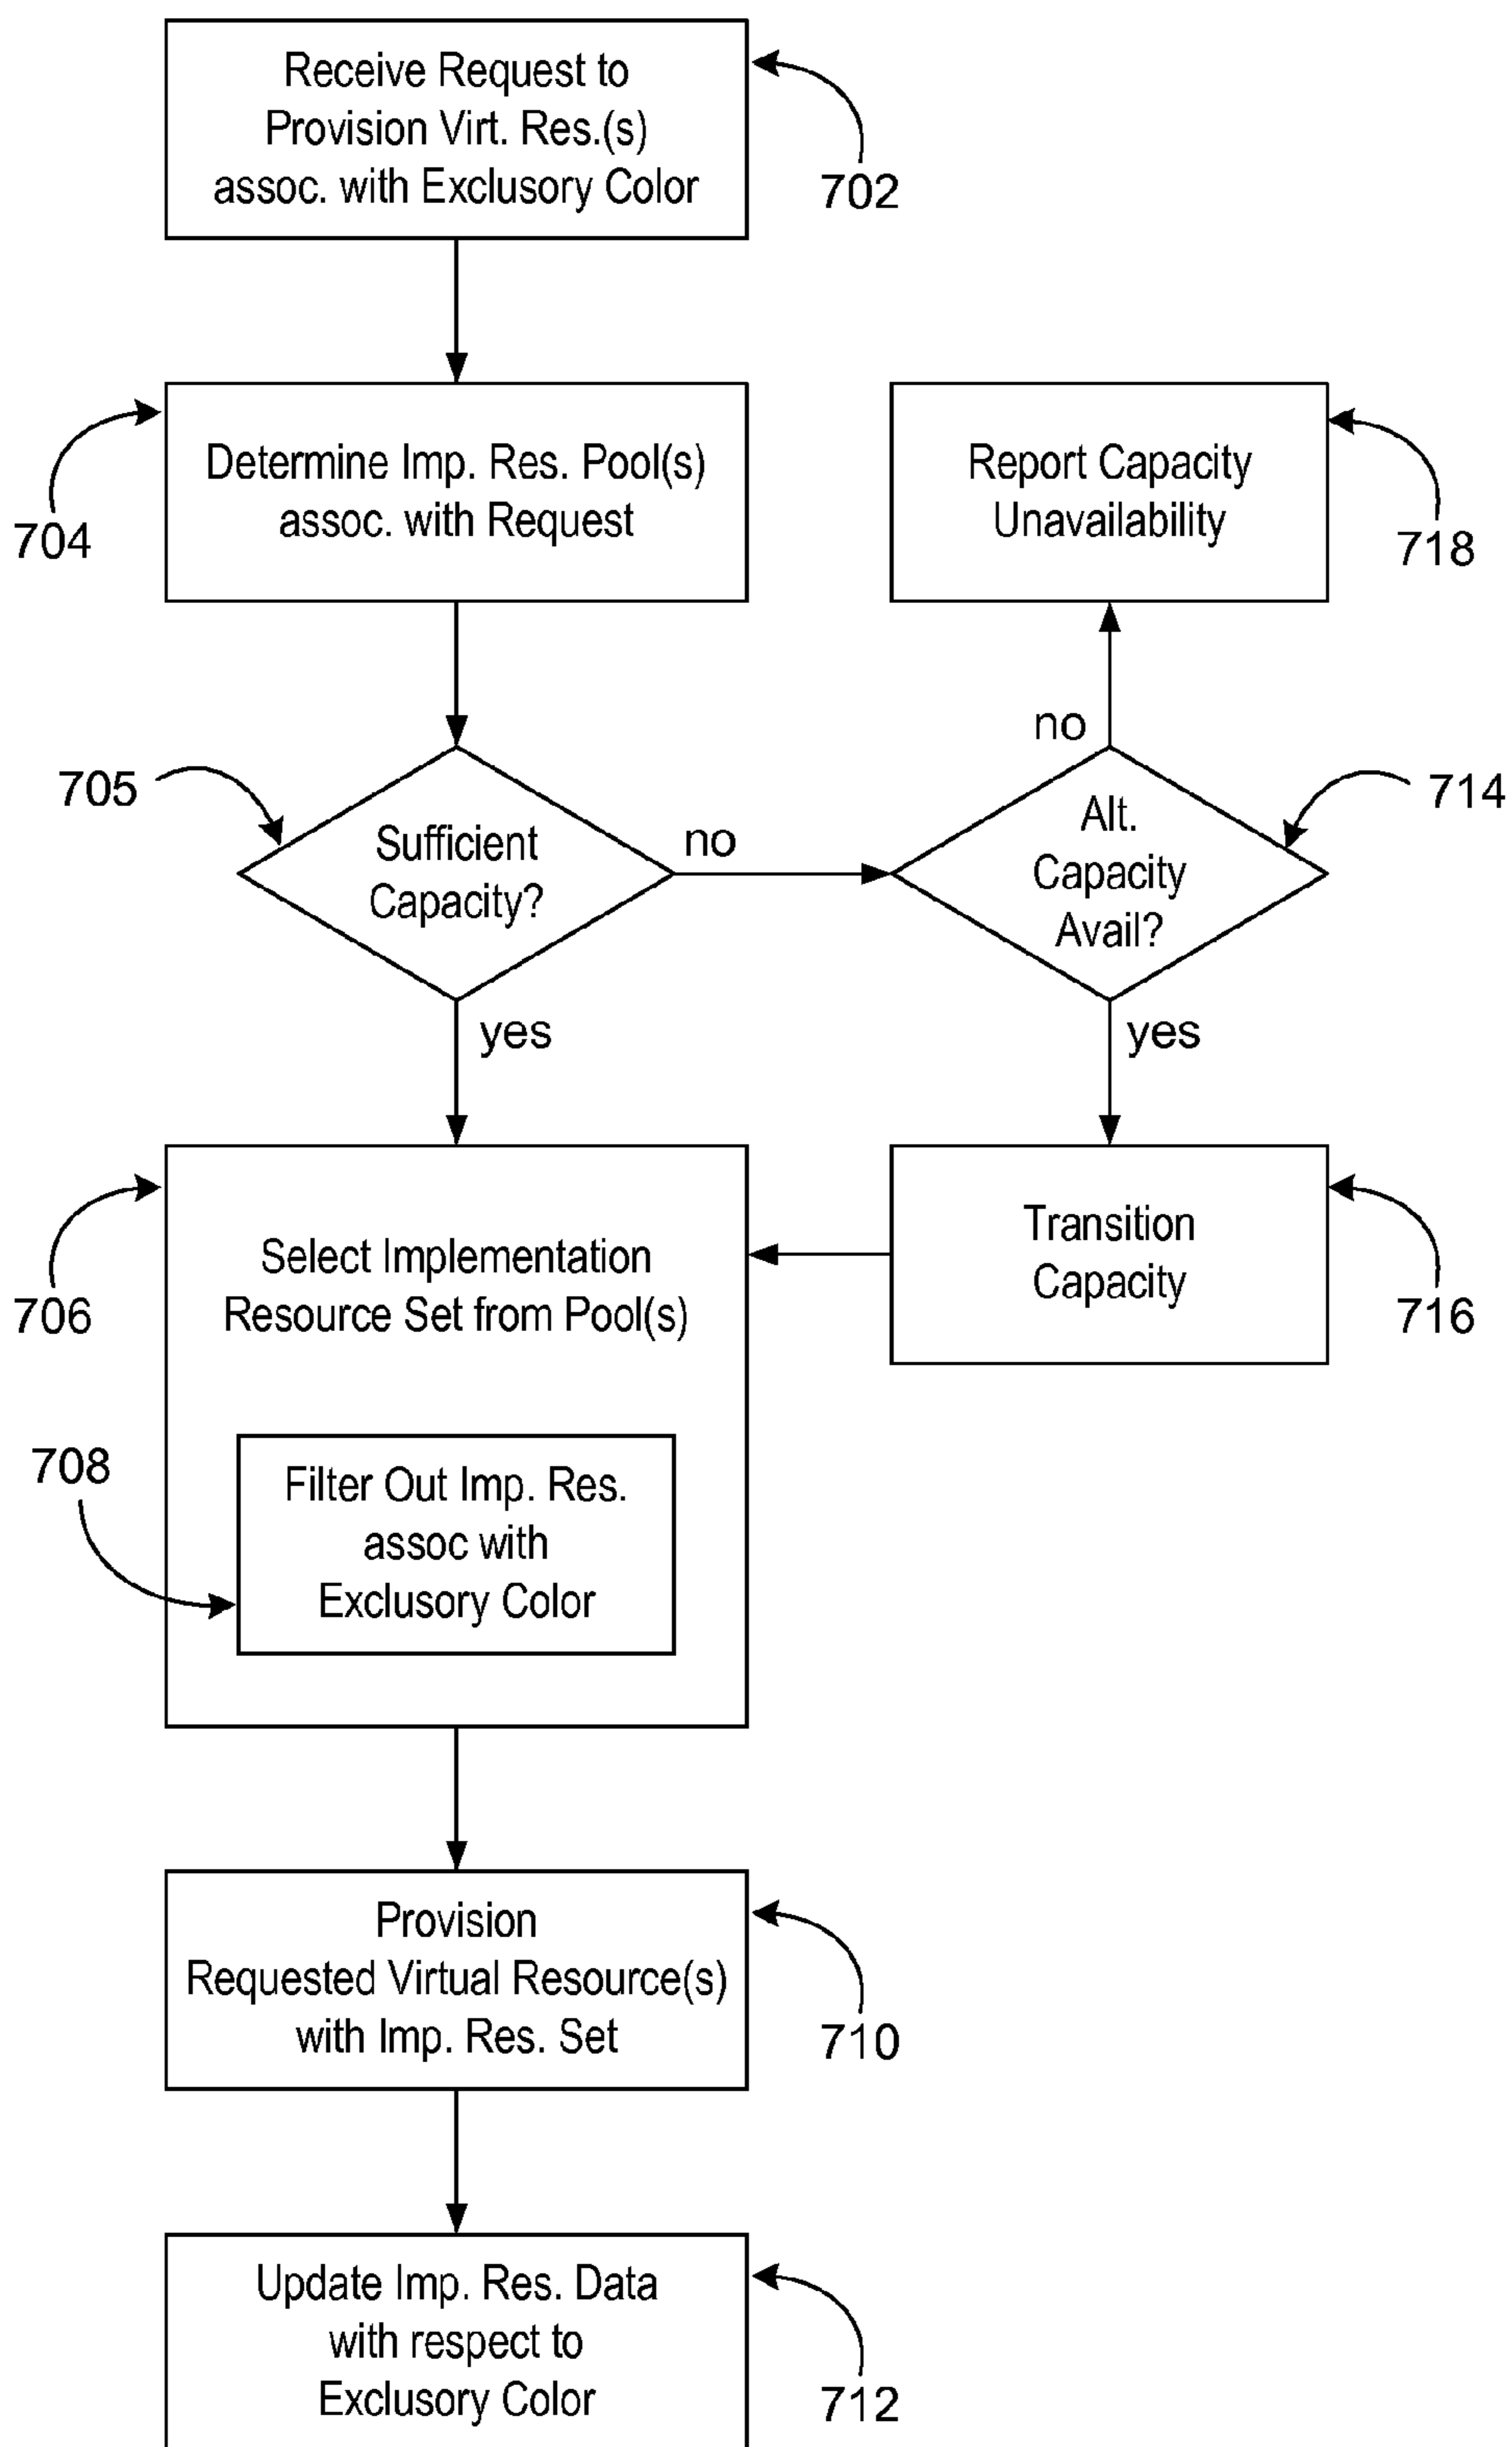 Receive Request to
Provision Virt. Res.(s)
assoc. with Exclusory Color
702
Determine Imp. Res. Pool(s)
assoc. with Request
704
Report Capacity
Unavailability
718
no
705
Sufficient
Capacity?
no
Alt.
Capacity
Avail?
714
yes
yes
706
Select Implementation
Resource Set from Pool(s)
Transition
Capacity
716
708
Filter Out Imp. Res.
assoc with
Exclusory Color
Provision
Requested Virtual Resource(s)
with Imp. Res. Set
710
Update Imp. Res. Data
with respect to
Exclusory Color
712